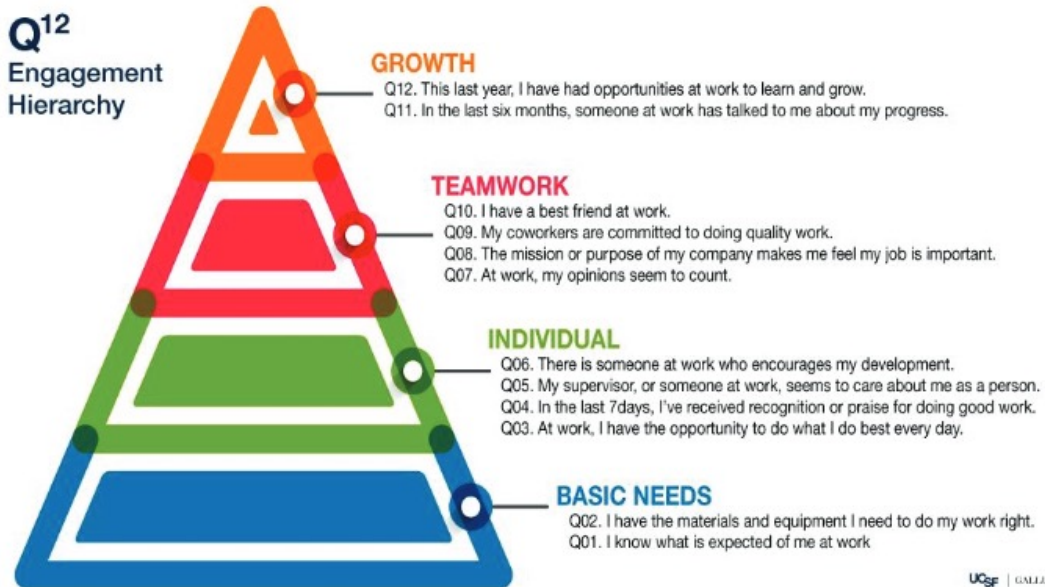 Q12
Engagement
Hierarchy
GROWTH
Q12. This last year, I have had opportunities at work to learn and grow.
Q11. In the last six months, someone at work has talked to me about my progress.
TEAMWORK
Q10. I have a best friend at work.
Q09. My coworkers are committed to doing quality work.
Q08. The mission or purpose of my company makes me feel my job is important.
Q07. At work, my opinions seem to count.
INDIVIDUAL
Q06. There is someone at work who encourages my development.
Q05. My supervisor, or someone at work, seems to care about me as a person.
Q04. In the last 7days, I've received recognition or praise for doing good work.
Q03. At work, I have the opportunity to do what I do best every day.
BASIC NEEDS
Q02. I have the materials and equipment I need to do my work right.
Q01. I know what is expected of me at work
UCSF